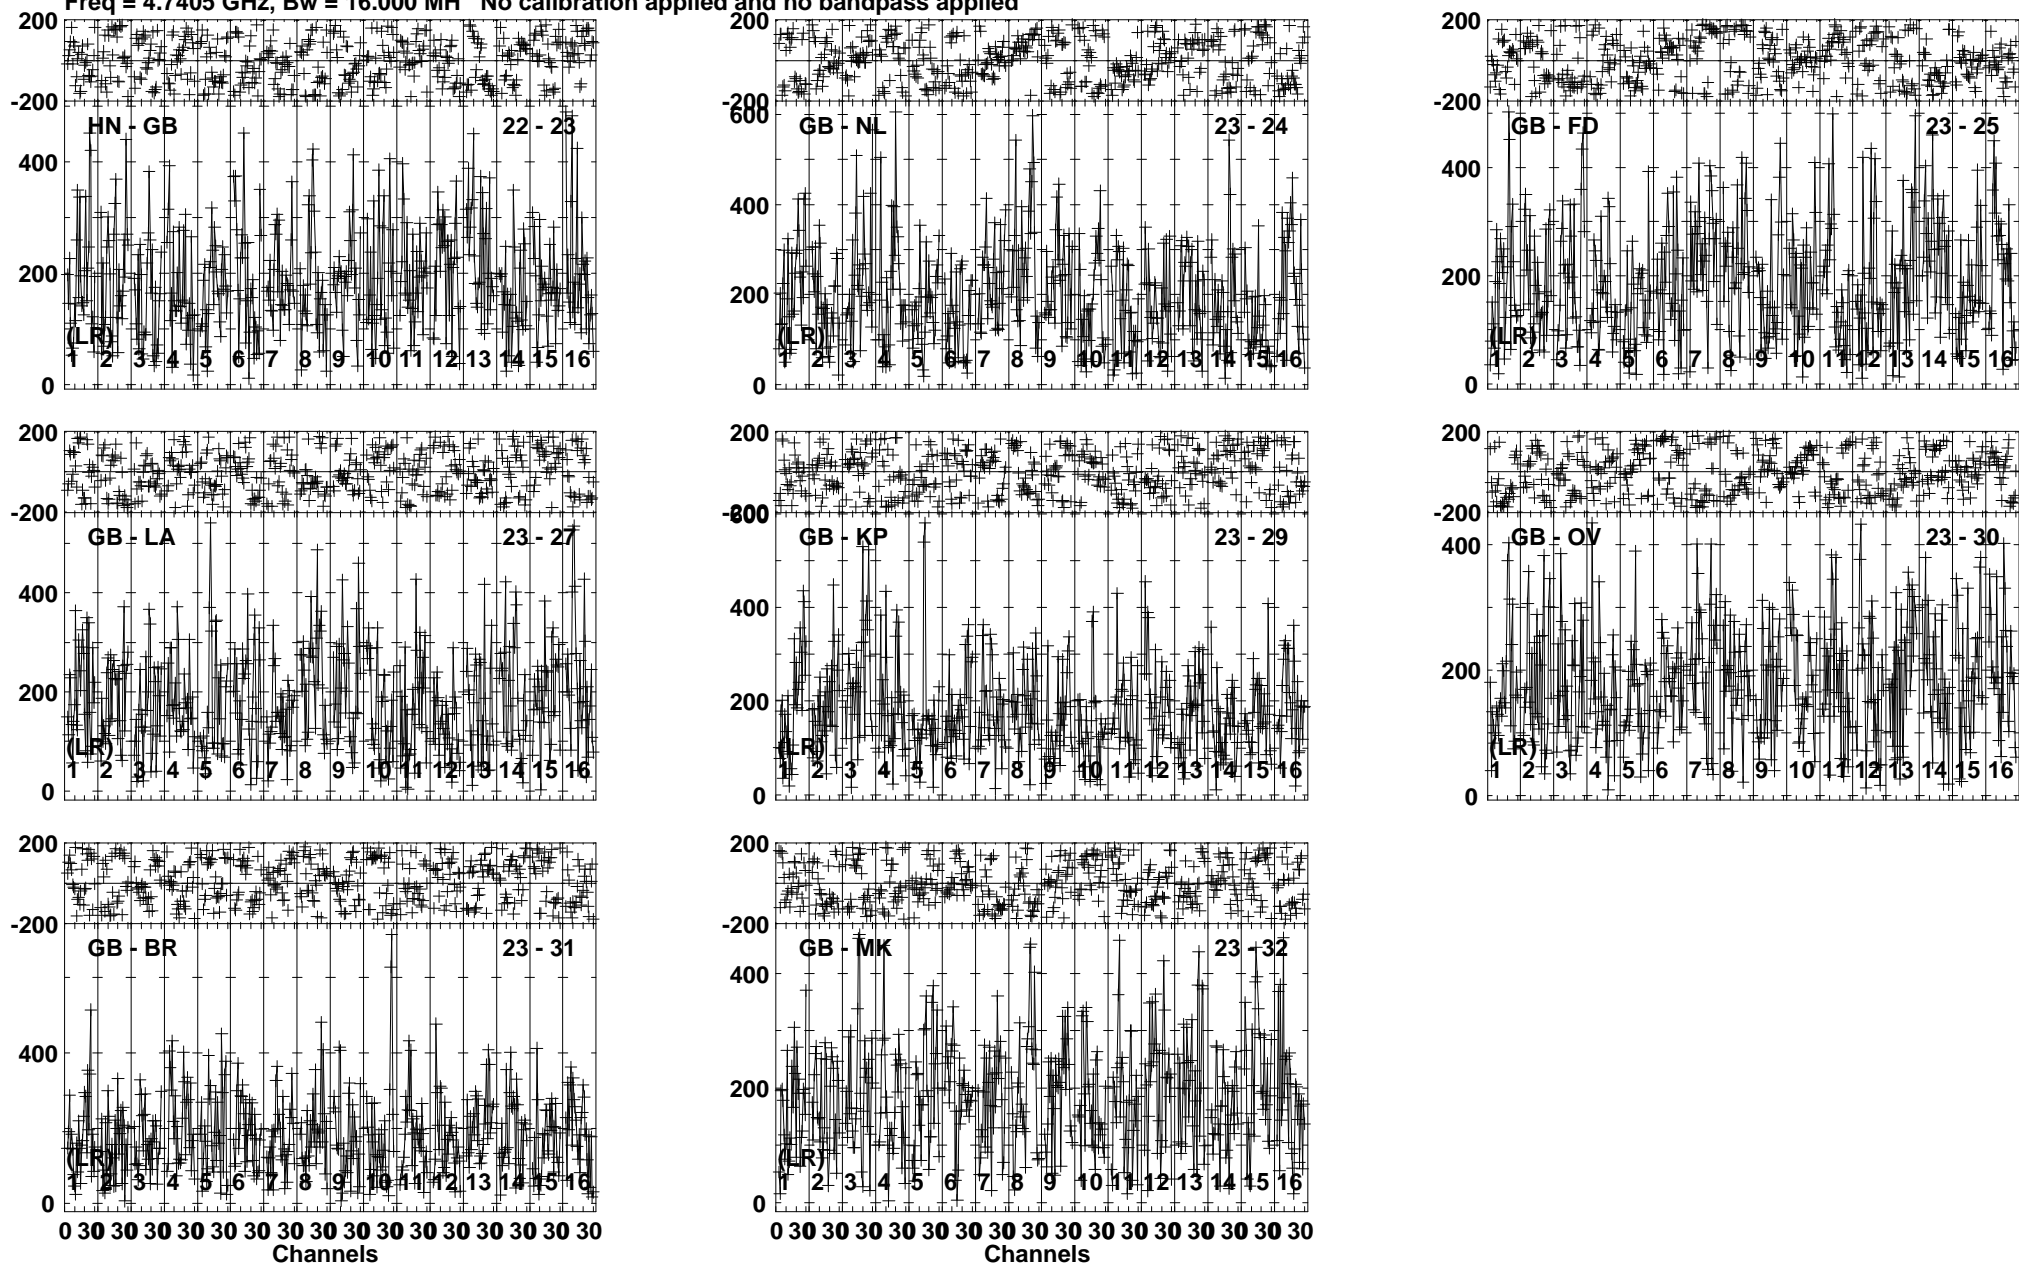 Freq = 4.7405 GHz, Bw = 16.000 MH No calibration applied and no bandpass applied
200
-200
HN - GB 22 - 23
400
200
(LR)
1 2 3 4 5 6 7 8 9 10 11 12 13 14 15 16
0
200
-200
600
GB - NL 23 - 24
400
200
(LR)
1 2 3 4 5 6 7 8 9 10 11 12 13 14 15 16
0
200
-200
GB - FD 23 - 25
400
200
(LR)
1 2 3 4 5 6 7 8 9 10 11 12 13 14 15 16
0
200
-200
GB - LA 23 - 27
400
200
(LR)
1 2 3 4 5 6 7 8 9 10 11 12 13 14 15 16
0
200
-200
600
GB - KP 23 - 29
400
200
(LR)
1 2 3 4 5 6 7 8 9 10 11 12 13 14 15 16
0
200
-200
GB - OV 23 - 30
400
200
(LR)
1 2 3 4 5 6 7 8 9 10 11 12 13 14 15 16
0
200
-200
GB - BR 23 - 31
400
(LR)
1 2 3 4 5 6 7 8 9 10 11 12 13 14 15 16
0
0 30 30 30 30 30 30 30 30 30 30 30 30 30 30 30 30
Channels
200
-200
GB - MK 23 - 32
400
200
(LR)
1 2 3 4 5 6 7 8 9 10 11 12 13 14 15 16
0
0 30 30 30 30 30 30 30 30 30 30 30 30 30 30 30 30
Channels